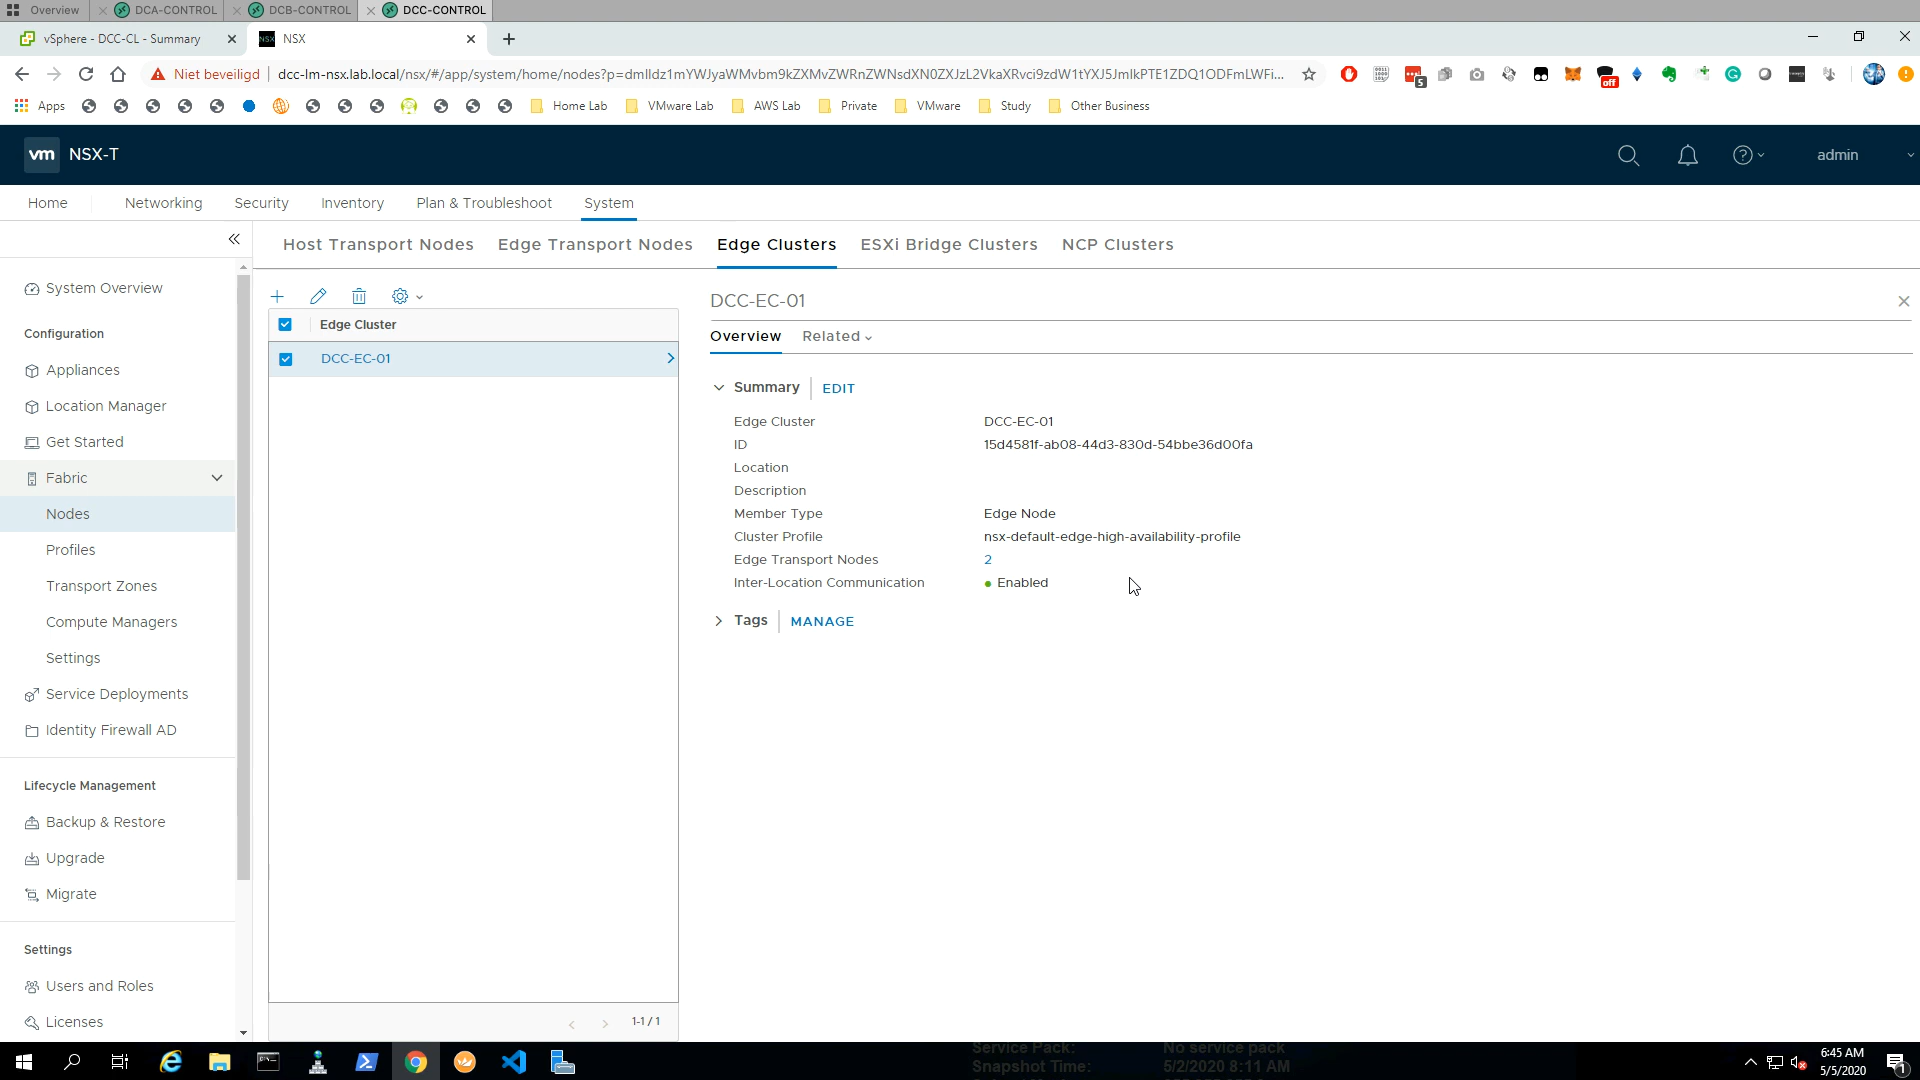 Overview DCA-CONTROL DCB-CONTROL DCC-CONTROL
vSphere - DCC-CL - Summary NSX NSX
Niet beveiligd dcc-lm-nsx.lab.local/nsx/#/app/system/home/nodes?p=dmlldz1mYWJyaWMvbm9kZXMvZWRnZWNsdXN0ZXJzL2VkaXRvci9zdW1tYXJ5JmlkPTE1ZDQ1ODFmLWFi... 5 off
Apps Home Lab VMware Lab AWS Lab Private VMware Study Other Business
vm NSX-T admin
Home Networking Security Inventory Plan & Troubleshoot System
Host Transport Nodes Edge Transport Nodes Edge Clusters ESXi Bridge Clusters NCP Clusters
System Overview
Configuration
Appliances
Location Manager
Get Started
Fabric
Nodes
Profiles
Transport Zones
Compute Managers
Settings
Service Deployments
Identity Firewall AD
Lifecycle Management
Backup & Restore
Upgrade
Migrate
Settings
Users and Roles
Licenses
Edge Cluster
DCC-EC-01
1-1 / 1
DCC-EC-01
Overview Related
Summary EDIT
Edge Cluster DCC-EC-01
ID 15d4581f-ab08-44d3-830d-54bbe36d00fa
Location
Description
Member Type Edge Node
Cluster Profile nsx-default-edge-high-availability-profile
Edge Transport Nodes 2
Inter-Location Communication Enabled
Tags MANAGE
Service Pack: No service pack
Snapshot Time: 5/2/2020 8:11 AM
6:45 AM
5/5/2020
1